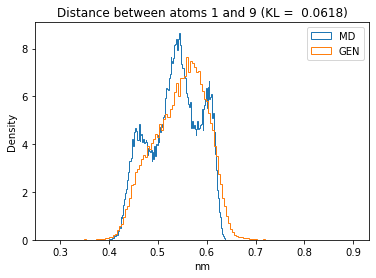 Distance between atoms 1 and 9 (KL =  0.0618)
MD
GEN
Density
8
6
4
2
0
0.3 0.4 0.5 0.6 0.7 0.8 0.9
nm